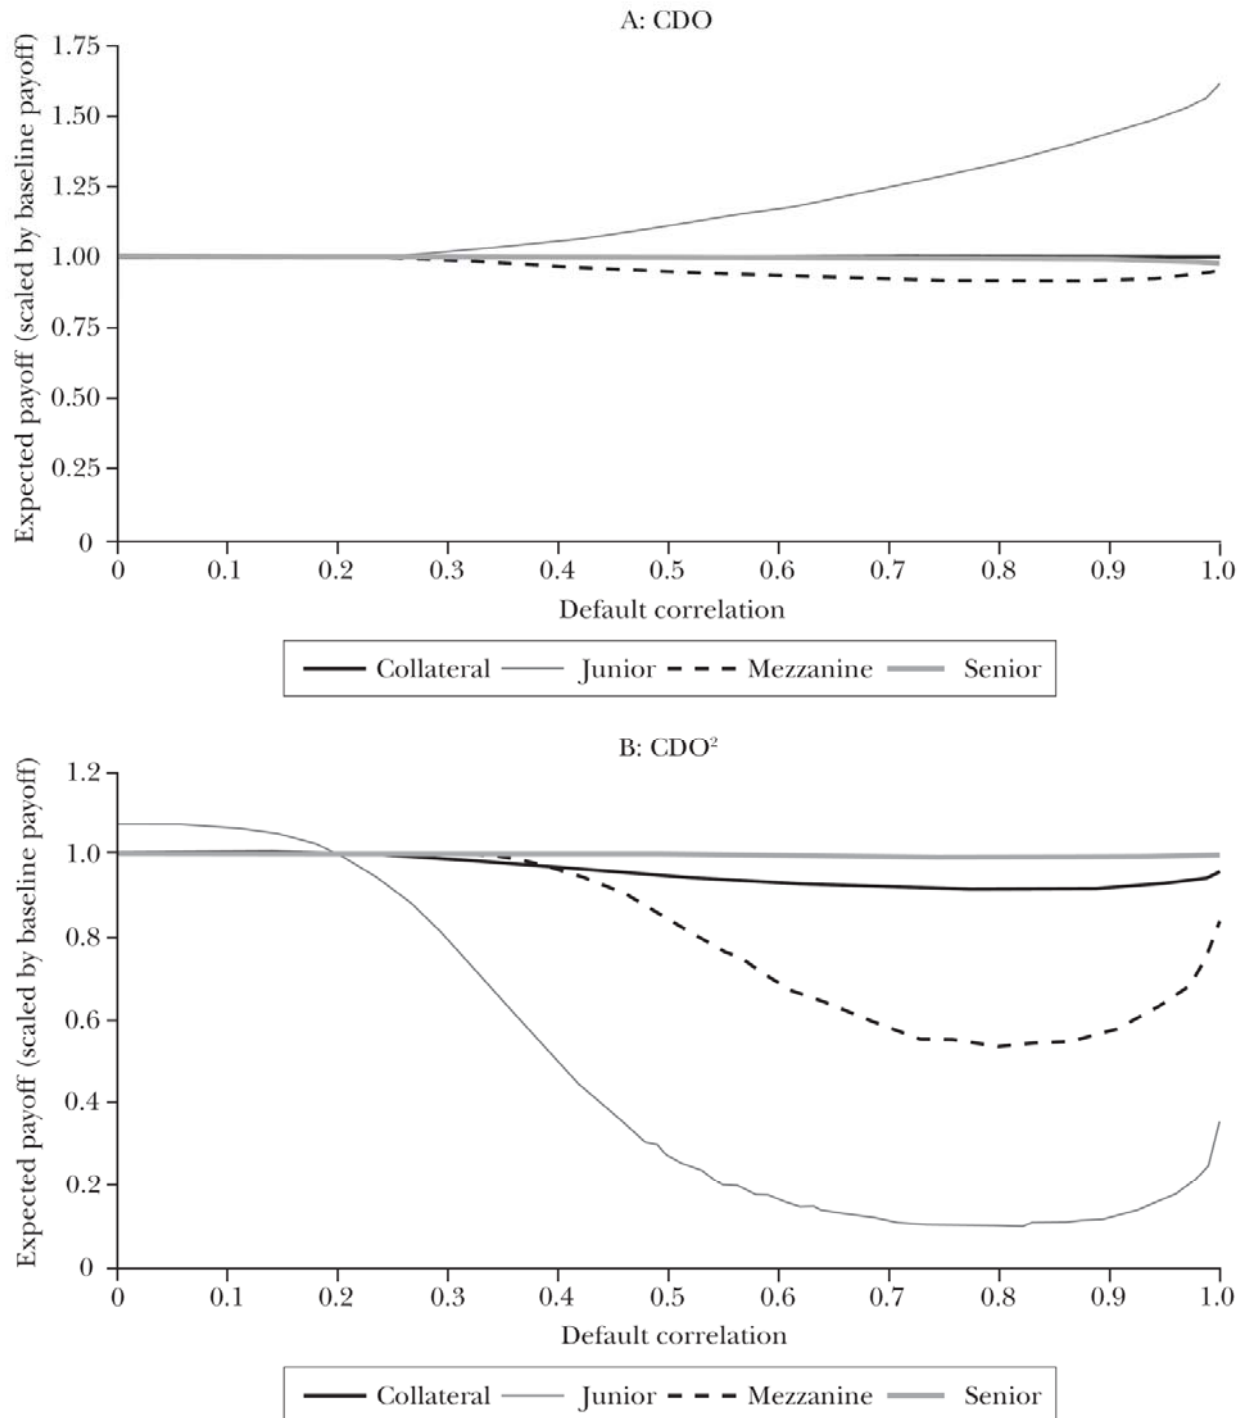 A: CDO
Expected payoff (scaled by baseline payoff)
1.75
1.50
1.25
1.00
0.75
0.50
0.25
0
0 0.1 0.2 0.3 0.4 0.5 0.6 0.7 0.8 0.9 1.0
Default correlation
Collateral Junior Mezzanine Senior
B: CDO²
Expected payoff (scaled by baseline payoff)
1.2
1.0
0.8
0.6
0.4
0.2
0
0 0.1 0.2 0.3 0.4 0.5 0.6 0.7 0.8 0.9 1.0
Default correlation
Collateral Junior Mezzanine Senior